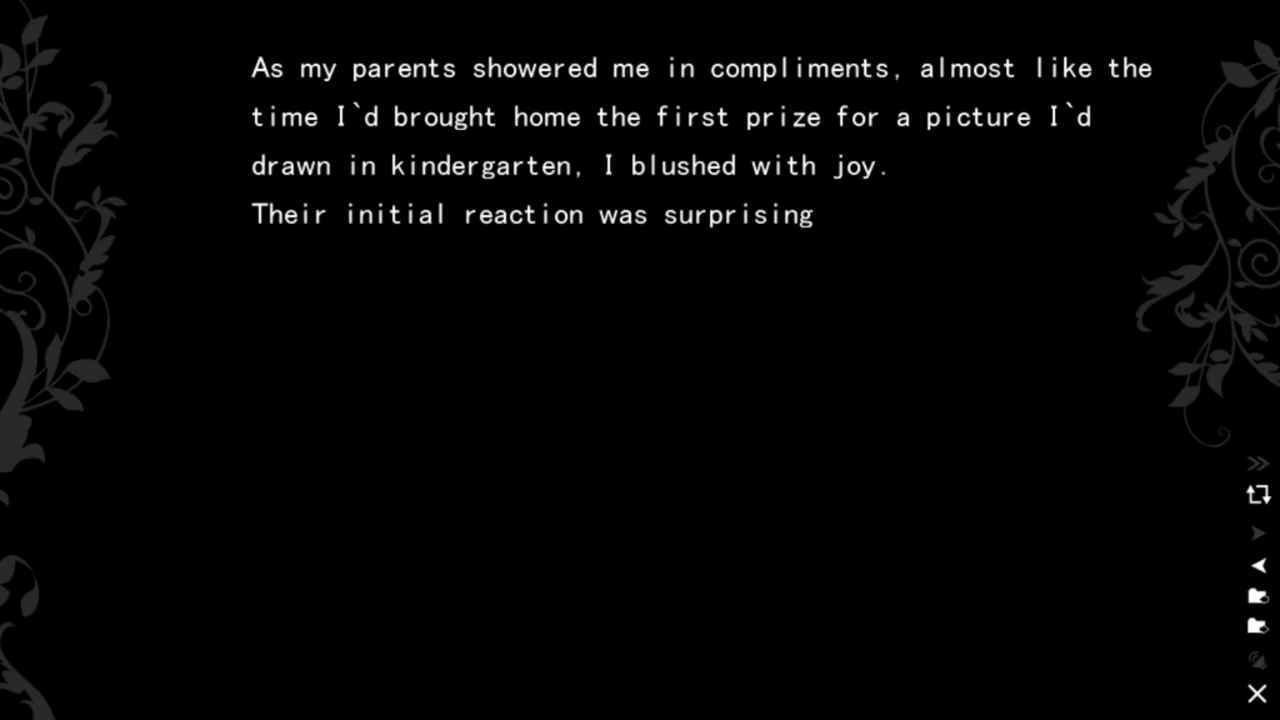 As my parents showered me in compliments, almost like the
time I`d brought home the first prize for a picture I`d
drawn in kindergarten, I blushed with joy.
Their initial reaction was surprising